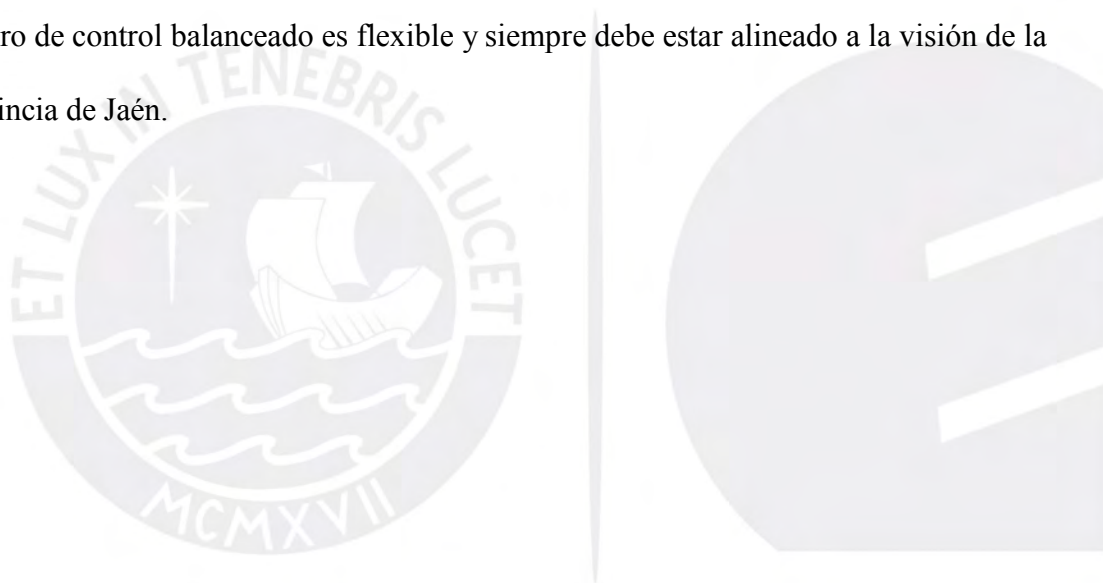 ro de control balanceado es flexible y siempre debe estar alineado a la visión de la
incia de Jaén.
ET LUX IN TENEBRIS LUCET
MCMXVII